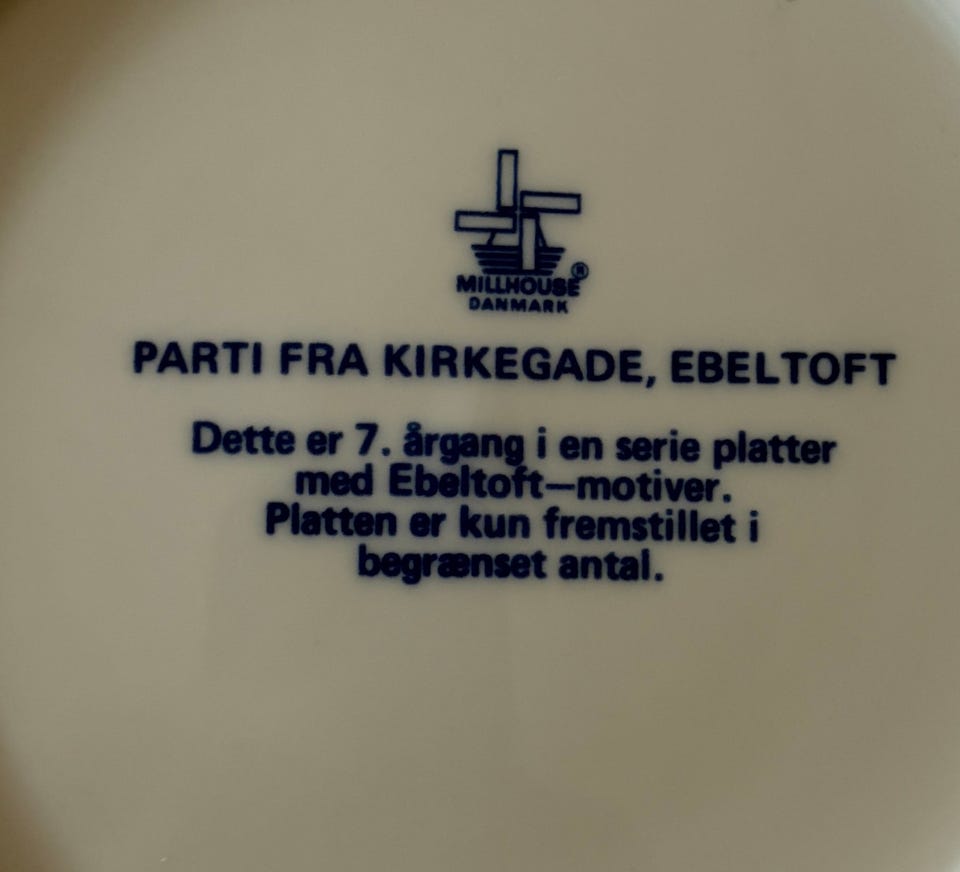 MILLHOUSE®
DANMARK
PARTI FRA KIRKEGADE, EBELTOFT
Dette er 7. årgang i en serie platter
med Ebeltoft—motiver.
Platten er kun fremstillet i
begrænset antal.